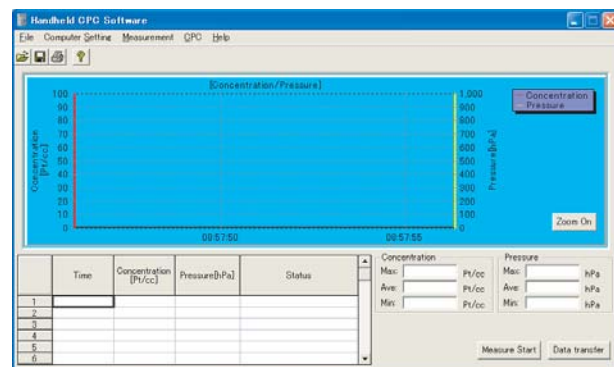 Handheld CPC Software
File Computer Setting Measurement CPC Help
[Concentration/Pressure]
Concentration
[Pt/cc]
100
90
80
70
60
50
40
30
20
10
0
1,000
900
800
700
600
500
400
300
200
100
0
Pressure[hPa]
08:57:50 08:57:55
Concentration
Pressure
Zoom On
Time Concentration [Pt/cc] Pressure[hPa] Status
1
2
3
4
5
6
Concentration
Max: Pt/cc
Ave: Pt/cc
Min: Pt/cc
Pressure
Max: hPa
Ave: hPa
Min: hPa
Measure Start Data transfer